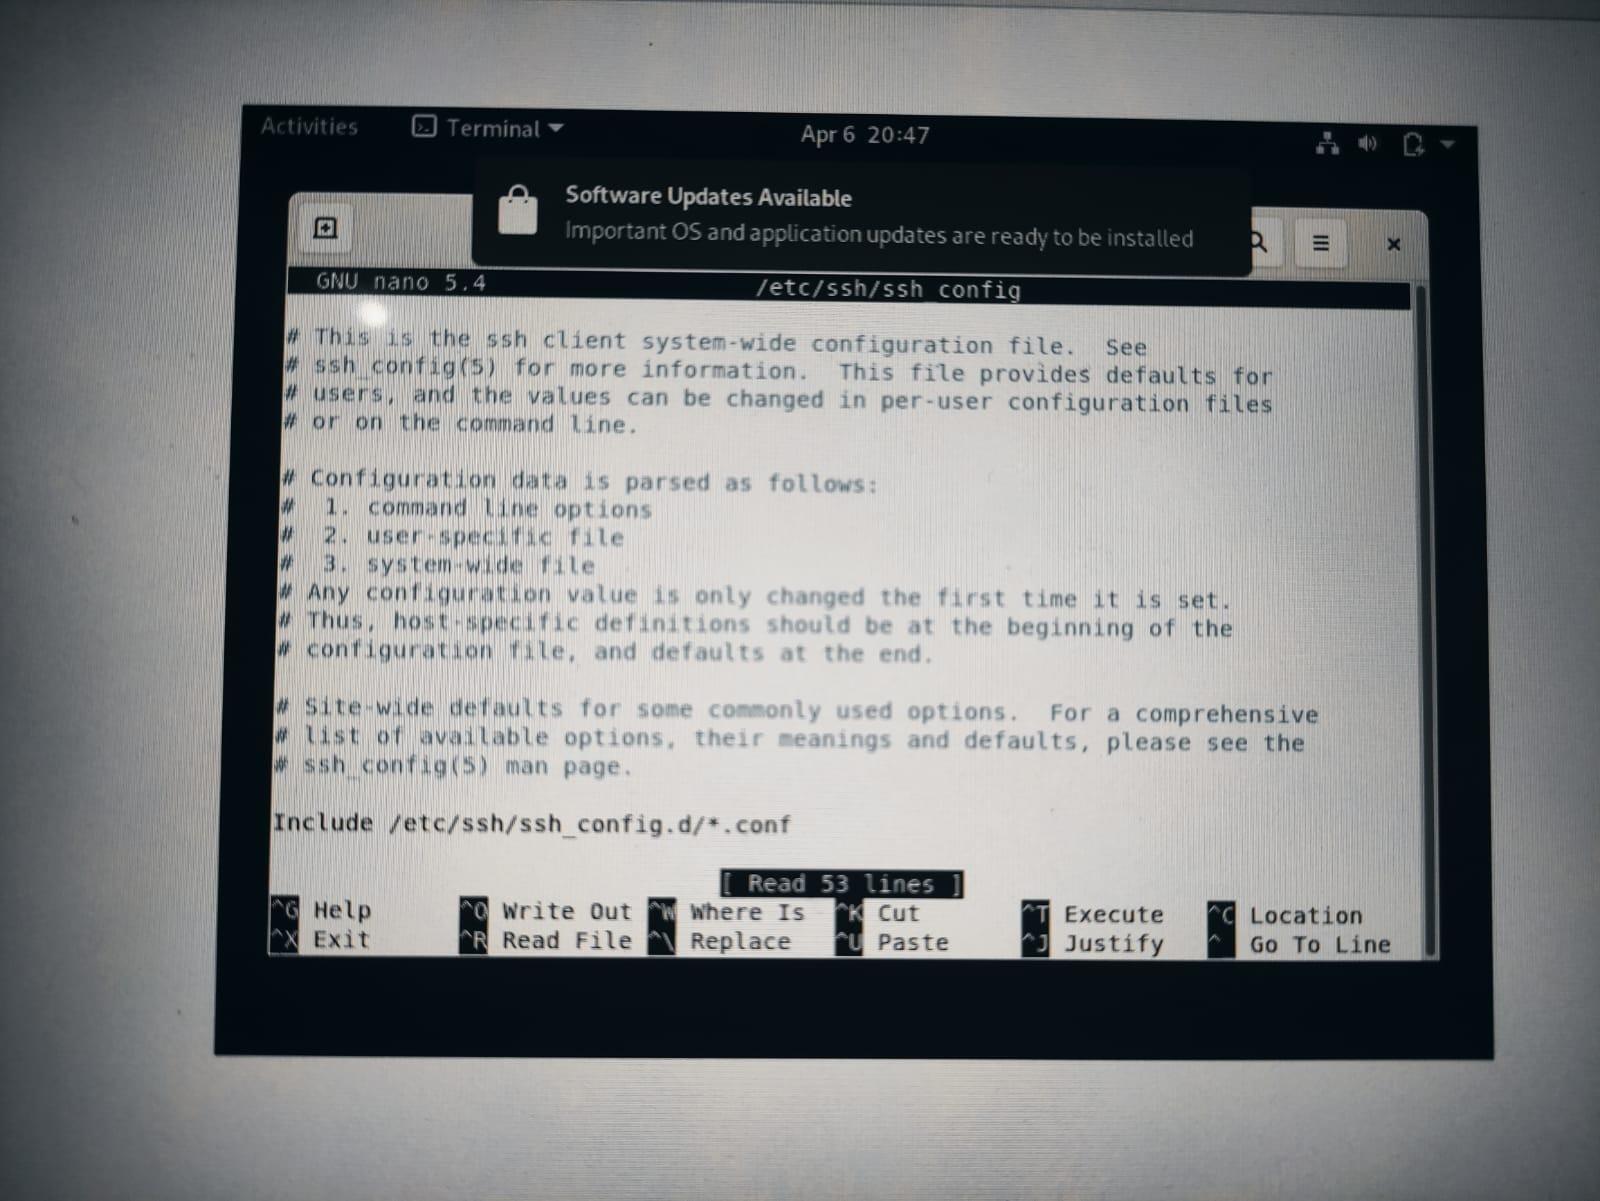 Activities Terminal Apr 6 20:47
Software Updates Available
Important OS and application updates are ready to be installed
GNU nano 5.4 /etc/ssh/ssh_config
# This is the ssh client system-wide configuration file.  See
# ssh_config(5) for more information.  This file provides defaults for
# users, and the values can be changed in per-user configuration files
# or on the command line.
# Configuration data is parsed as follows:
#  1. command line options
#  2. user-specific file
#  3. system-wide file
# Any configuration value is only changed the first time it is set.
# Thus, host-specific definitions should be at the beginning of the
# configuration file, and defaults at the end.
# Site-wide defaults for some commonly used options.  For a comprehensive
# list of available options, their meanings and defaults, please see the
# ssh_config(5) man page.
Include /etc/ssh/ssh_config.d/*.conf
[ Read 53 lines ]
^G Help ^O Write Out ^W Where Is ^K Cut ^T Execute ^C Location
^X Exit ^R Read File ^\ Replace ^U Paste ^J Justify ^_ Go To Line